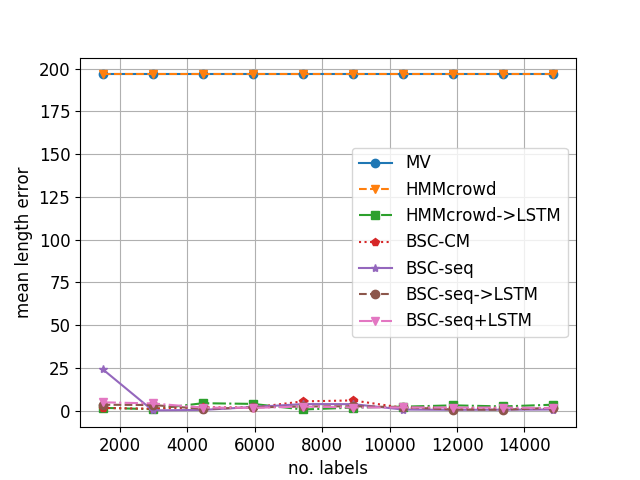 200
175
150
125
100
75
50
25
0
mean length error
MV
HMMcrowd
HMMcrowd->LSTM
BSC-CM
BSC-seq
BSC-seq->LSTM
BSC-seq+LSTM
2000 4000 6000 8000 10000 12000 14000
no. labels